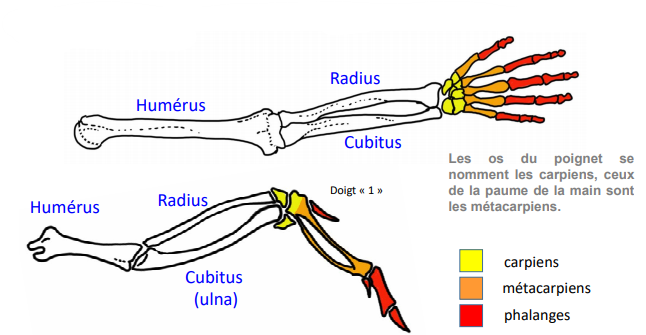 Radius
Humérus
Cubitus
Les os du poignet se
nomment les carpiens, ceux
de la paume de la main sont
les métacarpiens.
Doigt « 1 »
Radius
Humérus
Cubitus
(ulna)
carpiens
métacarpiens
phalanges